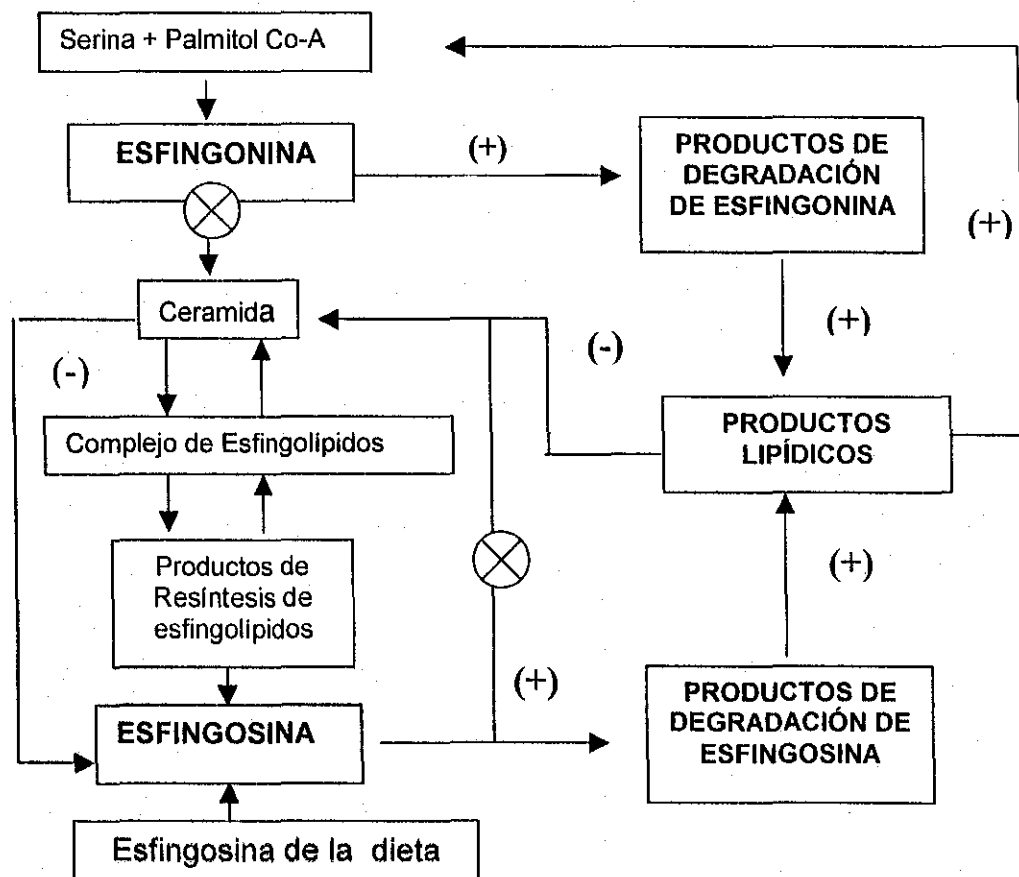 Serina + Palmitol Co-A
ESFINGONINA
(+)
PRODUCTOS DE
DEGRADACIÓN
DE ESFINGONINA
(+)
Ceramida
(-)
(-)
(+)
Complejo de Esfingolípidos
PRODUCTOS
LIPÍDICOS
Productos de
Resíntesis de
esfingolípidos
(+)
(+)
ESFINGOSINA
PRODUCTOS DE
DEGRADACIÓN DE
ESFINGOSINA
Esfingosina de la dieta